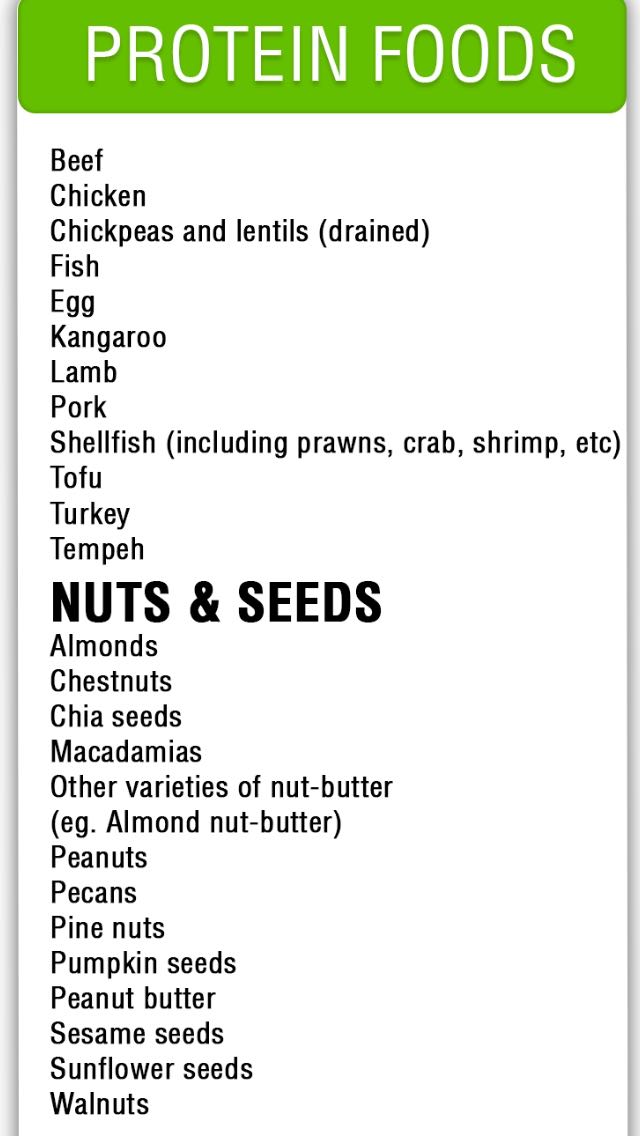 PROTEIN FOODS
Beef
Chicken
Chickpeas and lentils (drained)
Fish
Egg
Kangaroo
Lamb
Pork
Shellfish (including prawns, crab, shrimp, etc)
Tofu
Turkey
Tempeh
NUTS & SEEDS
Almonds
Chestnuts
Chia seeds
Macadamias
Other varieties of nut-butter
(eg. Almond nut-butter)
Peanuts
Pecans
Pine nuts
Pumpkin seeds
Peanut butter
Sesame seeds
Sunflower seeds
Walnuts